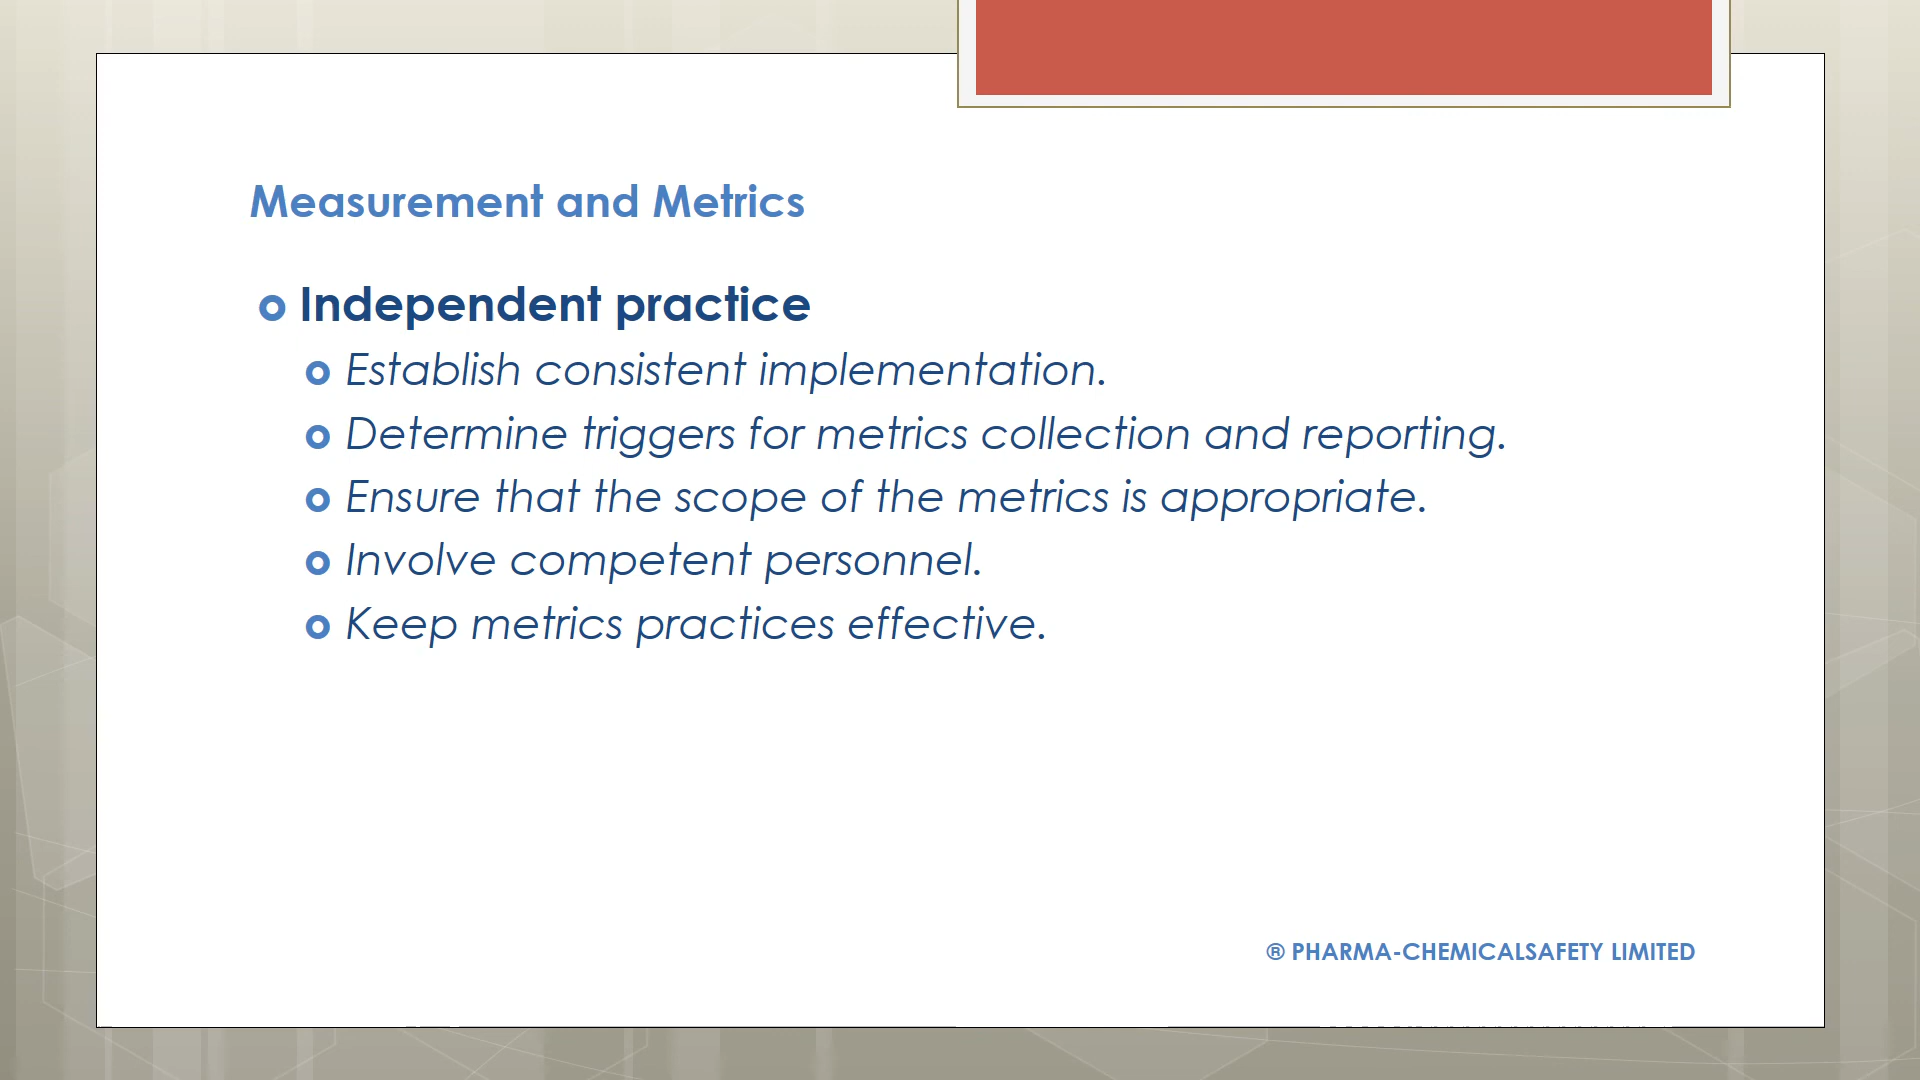 Measurement and Metrics
Independent practice
Establish consistent implementation.
Determine triggers for metrics collection and reporting.
Ensure that the scope of the metrics is appropriate.
Involve competent personnel.
Keep metrics practices effective.
® PHARMA-CHEMICALSAFETY LIMITED